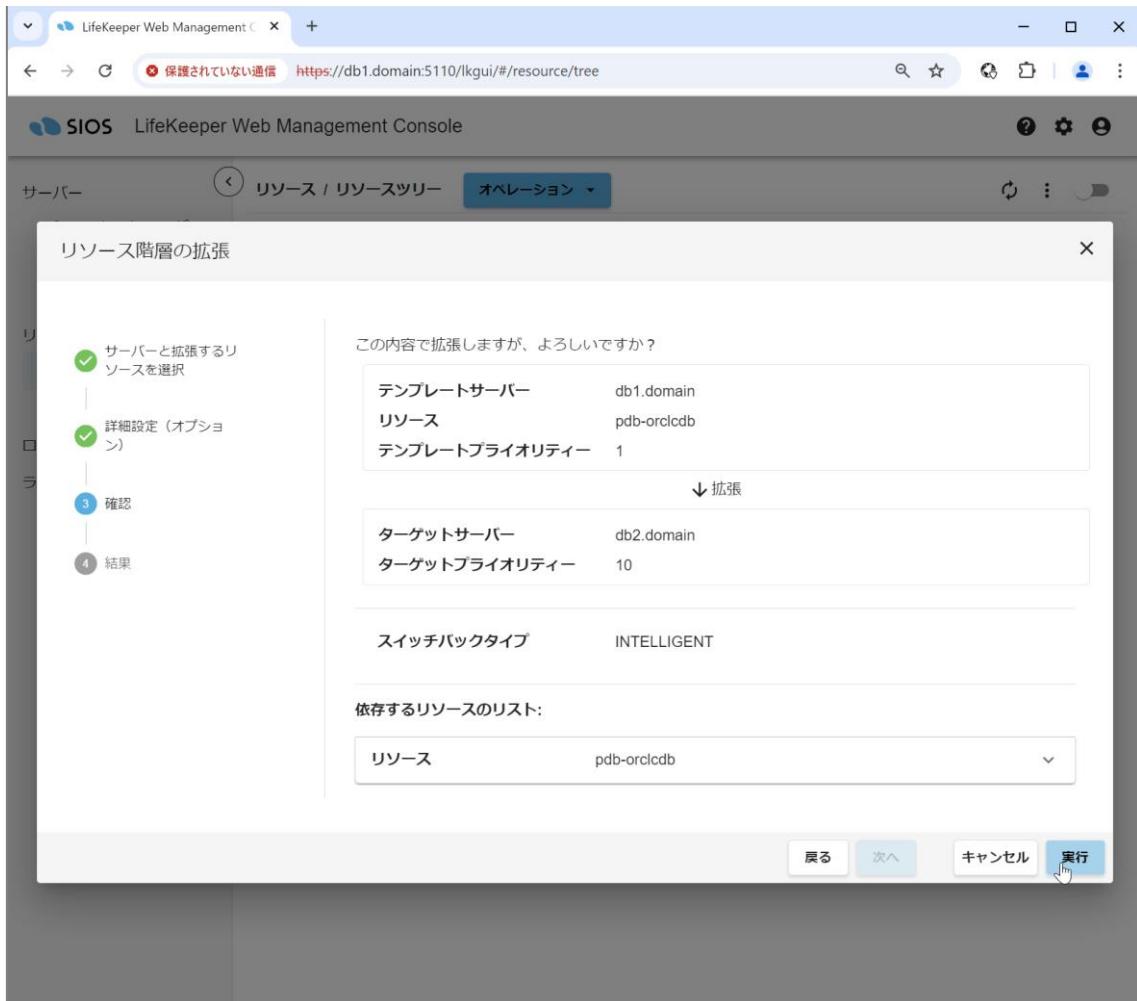 LifeKeeper Web Management C
保護されていない通信 https://db1.domain:5110/lkgui/#/resource/tree
SIOS LifeKeeper Web Management Console
サーバー
リソース / リソースツリー オペレーション
リソース階層の拡張
リ
ロ
ラ
サーバーと拡張するリ
ソースを選択
詳細設定（オプショ
ン）
3 確認
4 結果
この内容で拡張しますが、よろしいですか？
テンプレートサーバー db1.domain
リソース pdb-orclcdb
テンプレートプライオリティー 1
拡張
ターゲットサーバー db2.domain
ターゲットプライオリティー 10
スイッチバックタイプ INTELLIGENT
依存するリソースのリスト:
リソース pdb-orclcdb
戻る 次へ キャンセル 実行